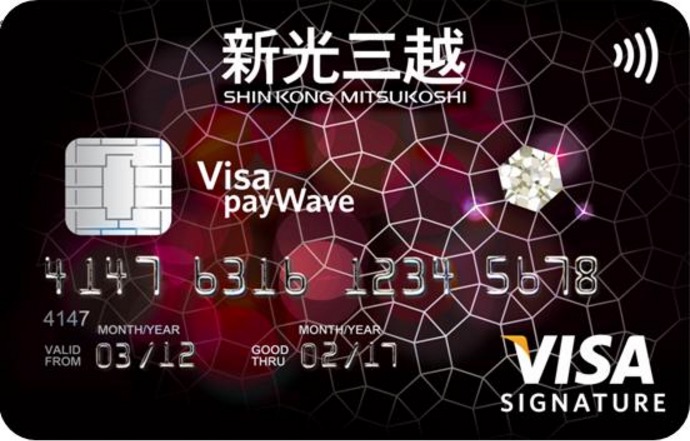 新光三越
SHIN KONG MITSUKOSHI
Visa
payWave
4147 6316 1234 5678
4147
MONTH/YEAR MONTH/YEAR
VALID FROM 03/12 GOOD THRU 02/17
VISA
SIGNATURE